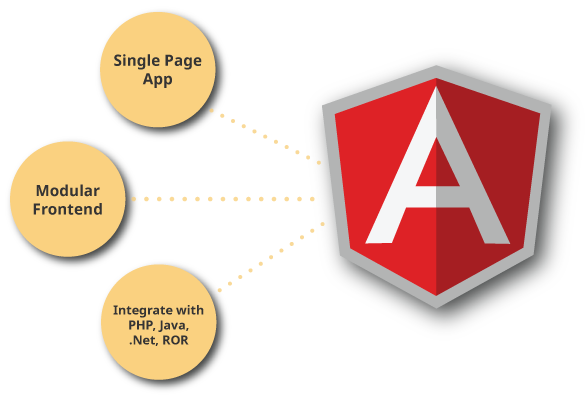 Single Page
App
Modular
Frontend
Integrate with
PHP, Java,
.Net, ROR
A